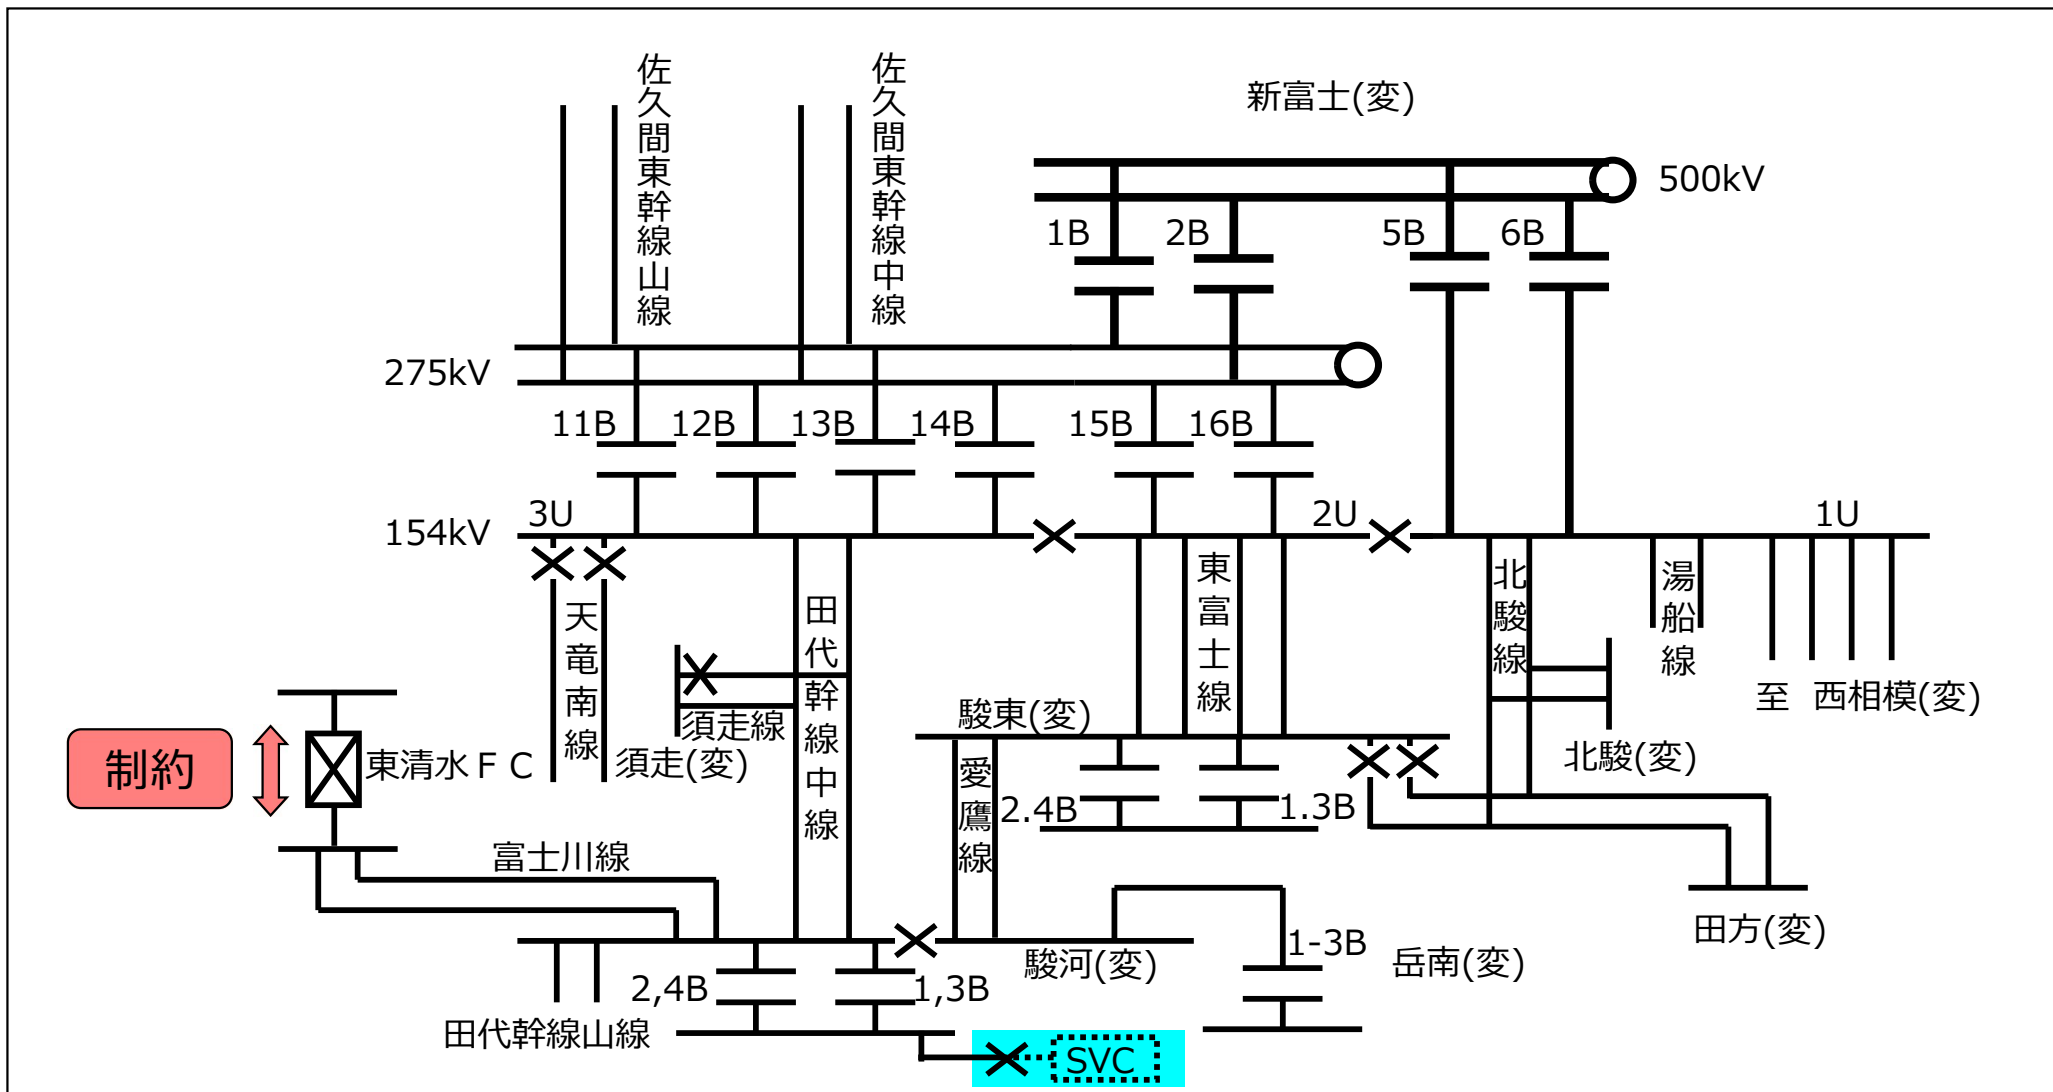 佐久間東幹線山線
佐久間東幹線中線
新富士(変)
500kV
1B
2B
5B
6B
275kV
11B
12B
13B
14B
15B
16B
154kV
3U
2U
1U
天竜南線
田代幹線中線
東富士線
北駿線
湯船線
至 西相模(変)
須走線
須走(変)
駿東(変)
北駿(変)
制約
東清水FC
愛鷹線
2.4B
1.3B
富士川線
田方(変)
駿河(変)
1-3B
岳南(変)
2,4B
1,3B
田代幹線山線
SVC